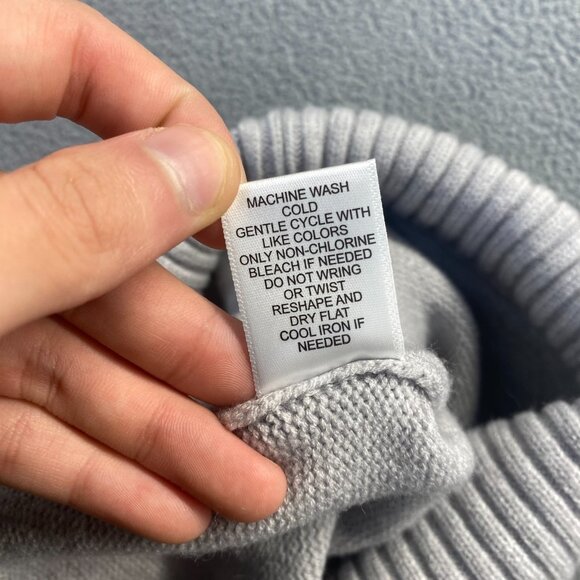 MACHINE WASH
COLD
GENTLE CYCLE WITH
LIKE COLORS
ONLY NON-CHLORINE
BLEACH IF NEEDED
DO NOT WRING
OR TWIST
RESHAPE AND
DRY FLAT
COOL IRON IF
NEEDED